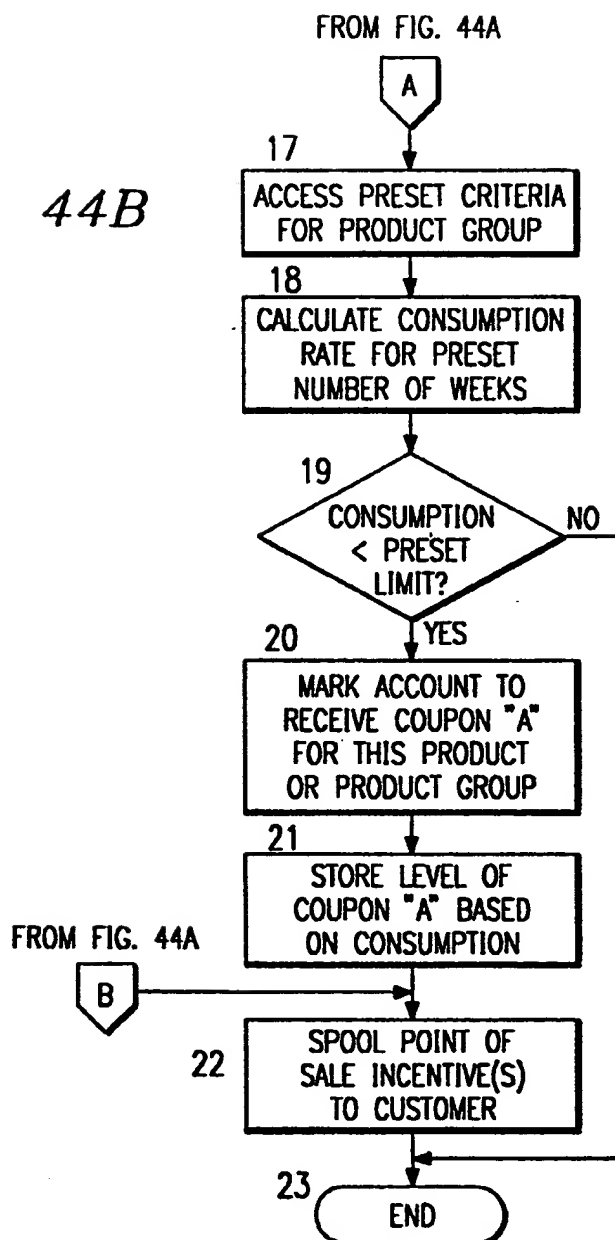 FROM FIG. 44A
A
44B
17
ACCESS PRESET CRITERIA
FOR PRODUCT GROUP
18
CALCULATE CONSUMPTION
RATE FOR PRESET
NUMBER OF WEEKS
19
CONSUMPTION
< PRESET
LIMIT?
NO
YES
20
MARK ACCOUNT TO
RECEIVE COUPON "A"
FOR THIS PRODUCT
OR PRODUCT GROUP
21
STORE LEVEL OF
COUPON "A" BASED
ON CONSUMPTION
FROM FIG. 44A
B
22
SPOOL POINT OF
SALE INCENTIVE(S)
TO CUSTOMER
23
END